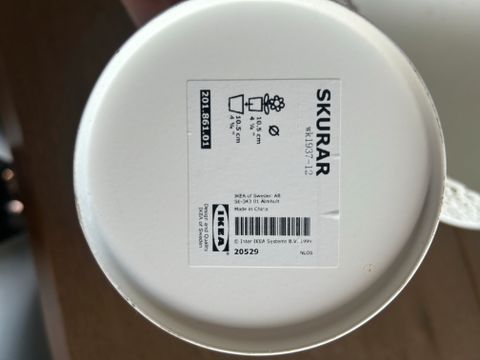 SKURAR
wk1937-12
Ø
10.5 cm
4 ⅛ "
10.5 cm
4 ⅛ "
201.861.01
IKEA of Sweden AB
SE-343 81 Älmhult
Made in China
IKEA
Design and Quality
IKEA of Sweden
© Inter IKEA Systems B.V. 1999
20529